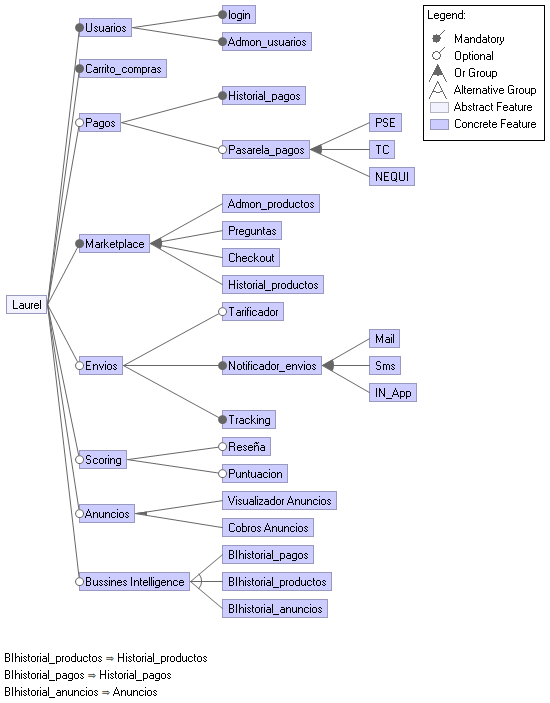 Laurel
Usuarios
login
Admon_usuarios
Carrito_compras
Pagos
Historial_pagos
Pasarela_pagos
PSE
TC
NEQUI
Marketplace
Admon_productos
Preguntas
Checkout
Historial_productos
Envios
Tarificador
Notificador_envios
Mail
Sms
IN_App
Tracking
Scoring
Reseña
Puntuacion
Anuncios
Visualizador Anuncios
Cobros Anuncios
Bussines Intelligence
BIhistorial_pagos
BIhistorial_productos
BIhistorial_anuncios
Legend:
Mandatory
Optional
Or Group
Alternative Group
Abstract Feature
Concrete Feature
BIhistorial_productos ⇒ Historial_productos
BIhistorial_pagos ⇒ Historial_pagos
BIhistorial_anuncios ⇒ Anuncios